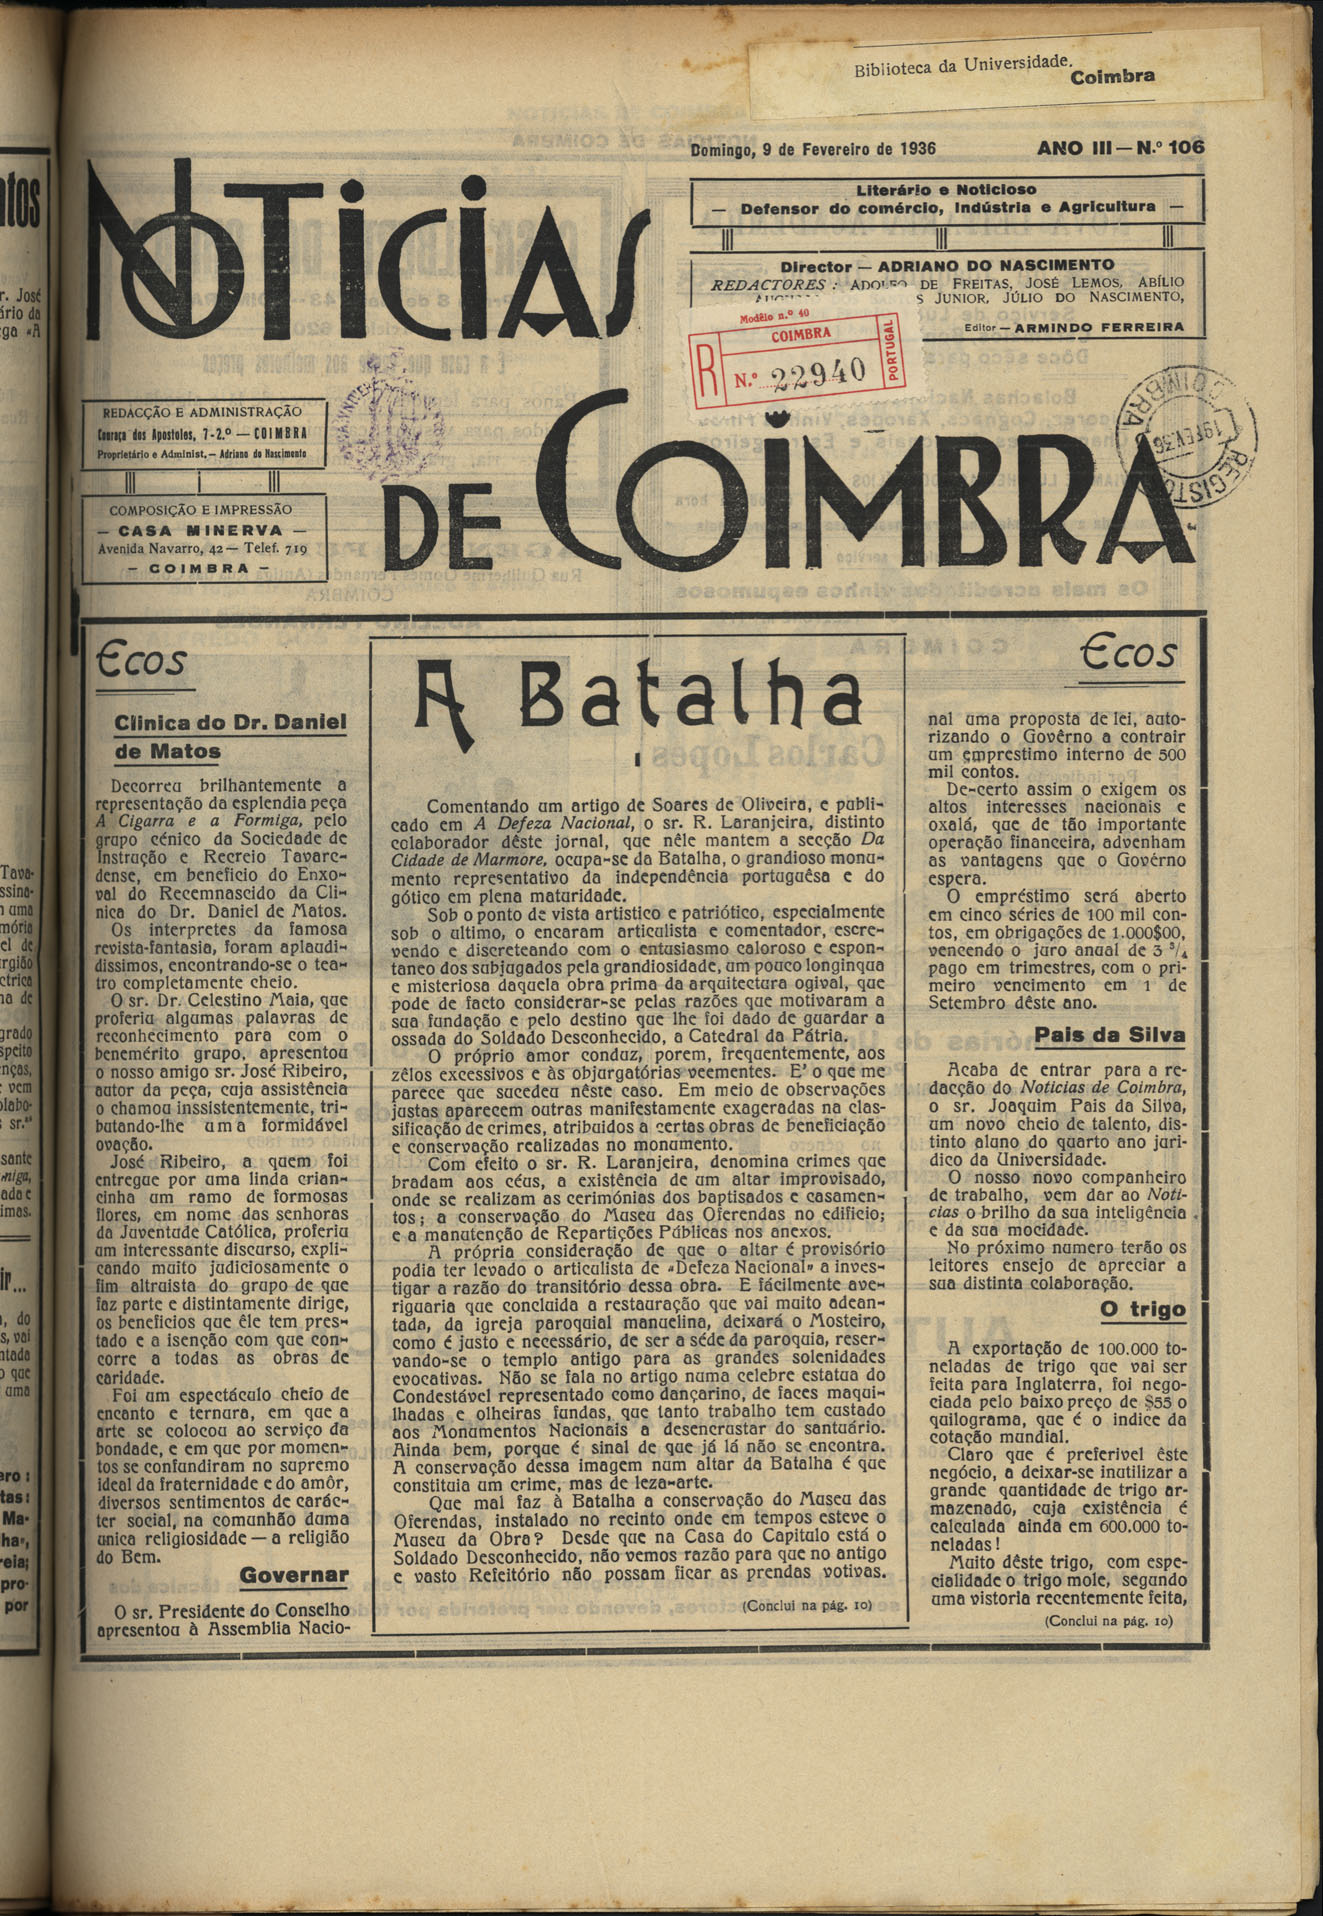 Biblioteca da Universidade.
Coimbra
Domingo, 9 de Fevereiro de 1936
ANO III — N.º 106
NOTICIAS
DE COIMBRA
Literário e Noticioso
— Defensor do comércio, Indústria e Agricultura —
Director — ADRIANO DO NASCIMENTO
REDACTORES: ADOLFO DE FREITAS, JOSÉ LEMOS, ABÍLIO
S JUNIOR, JÚLIO DO NASCIMENTO,
Editor — ARMINDO FERREIRA
Modêlo n.º 40
R
COIMBRA
N.º 22940
PORTUGAL
COIMBRA
19 FEV. 36
REGISTO
REDACÇÃO E ADMINISTRAÇÃO
Couraça dos Apostolos, 7-2.º — COIMBRA
Proprietário e Administ. — Adriano do Nascimento
COMPOSIÇÃO E IMPRESSÃO
— CASA MINERVA —
Avenida Navarro, 42 — Telef. 719
— COIMBRA —
Ecos
Clinica do Dr. Daniel
de Matos
Decorreu brilhantemente a
representação da esplendia peça
A Cigarra e a Formiga, pelo
grupo cénico da Sociedade de
Instrução e Recreio Tavare-
dense, em beneficio do Enxo-
val do Recemnascido da Cli-
nica do Dr. Daniel de Matos.
Os interpretes da famosa
revista-fantasia, foram aplaudi-
dissimos, encontrando-se o tea-
tro completamente cheio.
O sr. Dr. Celestino Maia, que
proferiu algumas palavras de
reconhecimento para com o
benemérito grupo, apresentou
o nosso amigo sr. José Ribeiro,
autor da peça, cuja assistência
o chamou inssistentemente, tri-
butando-lhe uma formidável
ovação.
José Ribeiro, a quem foi
entregue por uma linda crian-
cinha um ramo de formosas
flores, em nome das senhoras
da Juventude Católica, proferiu
um interessante discurso, expli-
cando muito judiciosamente o
fim altruista do grupo de que
faz parte e distintamente dirige,
os beneficios que êle tem pres-
tado e a isenção com que con-
corre a todas as obras de
caridade.
Foi um espectáculo cheio de
encanto e ternura, em que a
arte se colocou ao serviço da
bondade, e em que por momen-
tos se confundiram no supremo
ideal da fraternidade e do amôr,
diversos sentimentos de carác-
ter social, na comunhão duma
unica religiosidade — a religião
do Bem.
Governar
O sr. Presidente do Conselho
apresentou à Assemblia Nacio-
A Batalha
Comentando um artigo de Soares de Oliveira, e publi-
cado em A Defeza Nacional, o sr. R. Laranjeira, distinto
colaborador dêste jornal, que nêle mantem a secção Da
Cidade de Marmore, ocupa-se da Batalha, o grandioso monu-
mento representativo da independência portuguêsa e do
gótico em plena maturidade.
Sob o ponto de vista artistico e patriótico, especialmente
sob o ultimo, o encaram articulista e comentador, escre-
vendo e discreteando com o entusiasmo caloroso e espon-
taneo dos subjugados pela grandiosidade, um pouco longinqua
e misteriosa daquela obra prima da arquitectura ogival, que
pode de facto considerar-se pelas razões que motivaram a
sua fundação e pelo destino que lhe foi dado de guardar a
ossada do Soldado Desconhecido, a Catedral da Pátria.
O próprio amor conduz, porem, frequentemente, aos
zêlos excessivos e às objurgatórias veementes. E' o que me
parece que sucedeu nêste caso. Em meio de observações
justas aparecem outras manifestamente exageradas na clas-
sificação de crimes, atribuidos a certas obras de beneficiação
e conservação realizadas no monumento.
Com efeito o sr. R. Laranjeira, denomina crimes que
bradam aos céus, a existência de um altar improvisado,
onde se realizam as cerimónias dos baptisados e casamen-
tos; a conservação do Museu das Oferendas no edificio;
e a manutenção de Repartições Públicas nos anexos.
A própria consideração de que o altar é provisório
podia ter levado o articulista de «Defeza Nacional» a inves-
tigar a razão do transitório dessa obra. E fácilmente ave-
riguaria que concluida a restauração que vai muito adean-
tada, da igreja paroquial manuelina, deixará o Mosteiro,
como é justo e necessário, de ser a séde da paroquia, reser-
vando-se o templo antigo para as grandes solenidades
evocativas. Não se fala no artigo numa celebre estatua do
Condestável representado como dançarino, de faces maqui-
lhadas e olheiras fundas, que tanto trabalho tem custado
aos Monumentos Nacionais a desencrustar do santuário.
Ainda bem, porque é sinal de que já lá não se encontra.
A conservação dessa imagem num altar da Batalha é que
constituia um crime, mas de leza-arte.
Que mal faz à Batalha a conservação do Museu das
Oferendas, instalado no recinto onde em tempos esteve o
Museu da Obra? Desde que na Casa do Capitulo está o
Soldado Desconhecido, não vemos razão para que no antigo
e vasto Refeitório não possam ficar as prendas votivas.
(Conclui na pág. 10)
Ecos
nal uma proposta de lei, auto-
rizando o Govêrno a contrair
um emprestimo interno de 500
mil contos.
De-certo assim o exigem os
altos interesses nacionais e
oxalá, que de tão importante
operação financeira, advenham
as vantagens que o Govêrno
espera.
O empréstimo será aberto
em cinco séries de 100 mil con-
tos, em obrigações de 1.000$00,
vencendo o juro anual de 3 3/4
pago em trimestres, com o pri-
meiro vencimento em 1 de
Setembro dêste ano.
Pais da Silva
Acaba de entrar para a re-
dacção do Noticias de Coimbra,
o sr. Joaquim Pais da Silva,
um novo cheio de talento, dis-
tinto aluno do quarto ano juri-
dico da Universidade.
O nosso novo companheiro
de trabalho, vem dar ao Noti-
cias o brilho da sua inteligência
e da sua mocidade.
No próximo numero terão os
leitores ensejo de apreciar a
sua distinta colaboração.
O trigo
A exportação de 100.000 to-
neladas de trigo que vai ser
feita para Inglaterra, foi nego-
ciada pelo baixo preço de $55 o
quilograma, que é o indice da
cotação mundial.
Claro que é preferivel êste
negócio, a deixar-se inutilizar a
grande quantidade de trigo ar-
mazenado, cuja existência é
calculada ainda em 600.000 to-
neladas!
Muito dêste trigo, com espe-
cialidade o trigo mole, segundo
uma vistoria recentemente feita,
(Conclui na pág. 10)